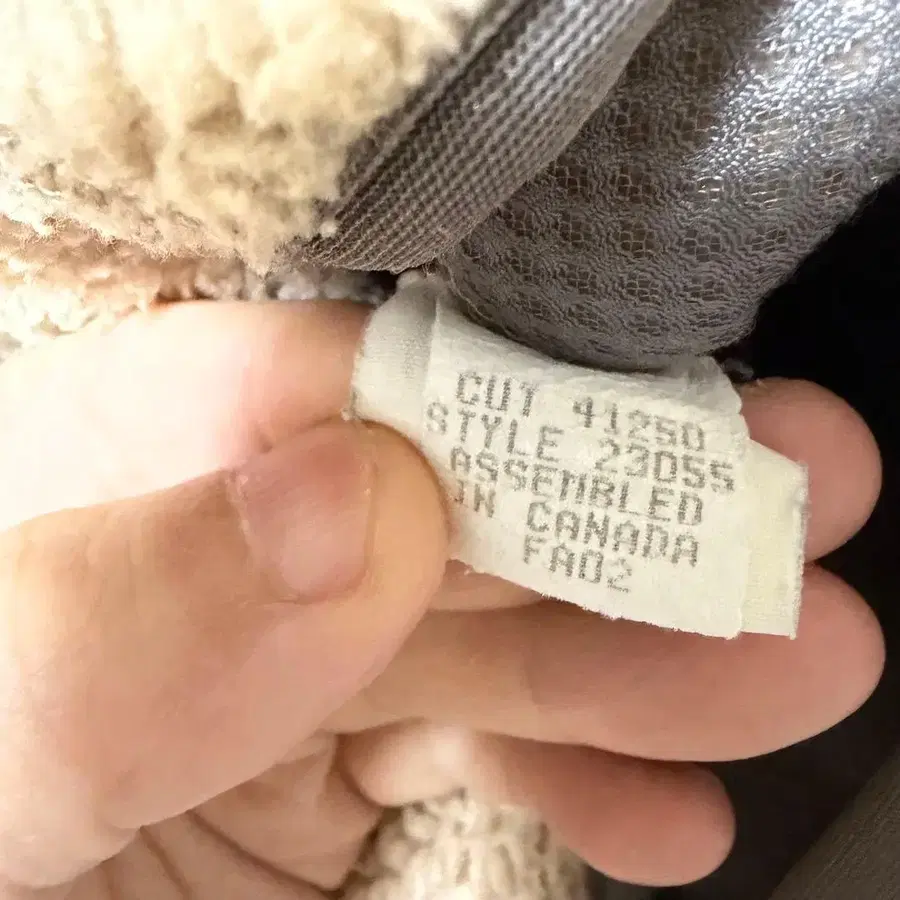 CUT 41250
STYLE 23055
ASSEMBLED
IN CANADA
FA02